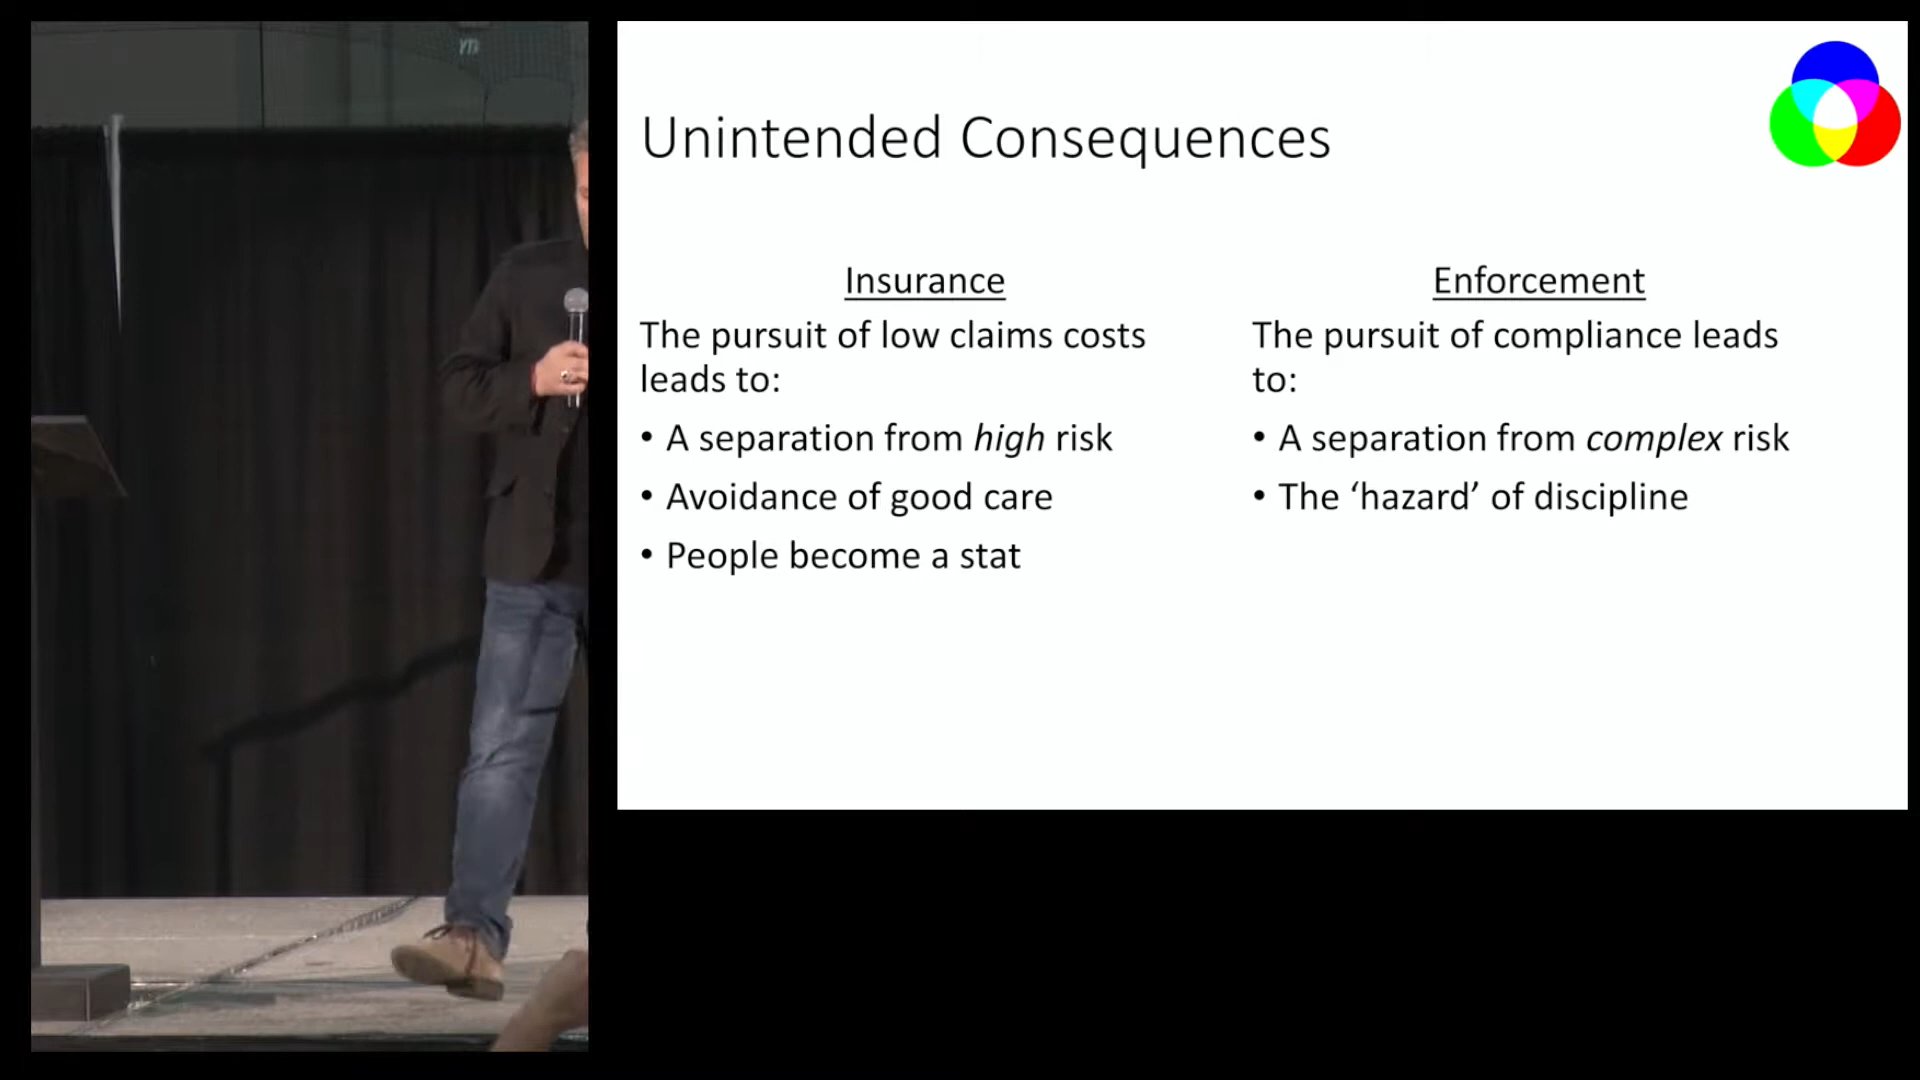 Unintended Consequences
Insurance
The pursuit of low claims costs
leads to:
• A separation from high risk
• Avoidance of good care
• People become a stat
Enforcement
The pursuit of compliance leads
to:
• A separation from complex risk
• The ‘hazard’ of discipline